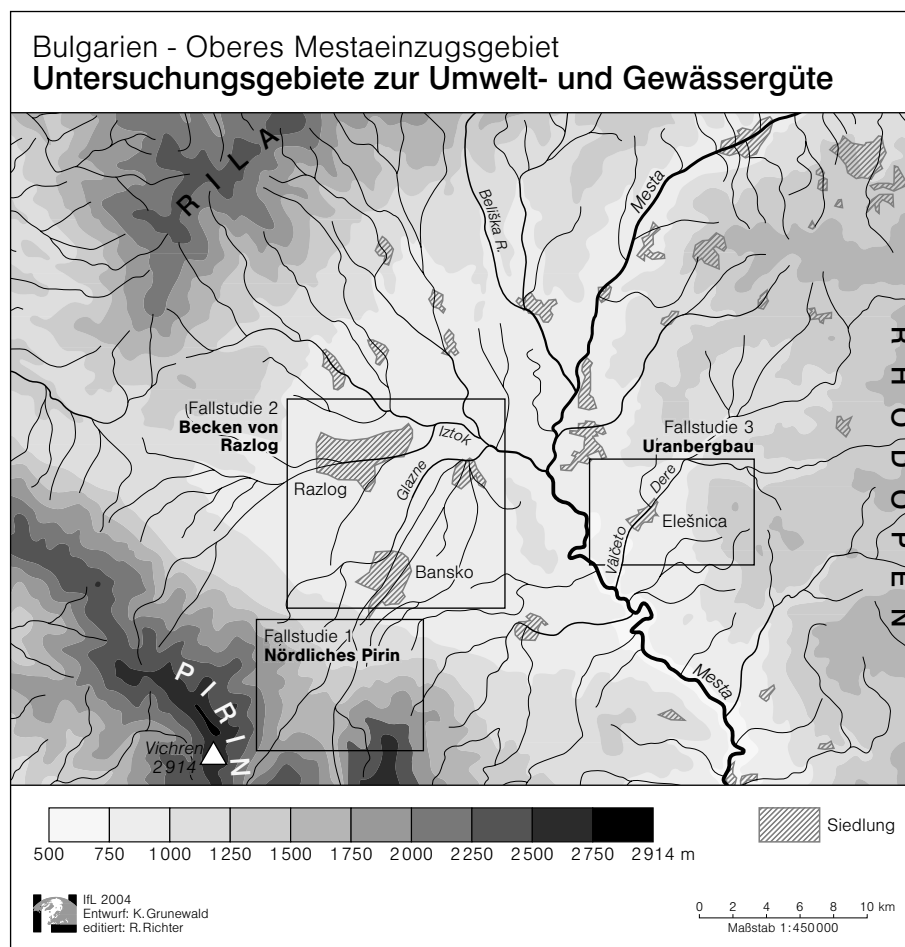 Bulgarien - Oberes Mestaeinzugsgebiet
Untersuchungsgebiete zur Umwelt- und Gewässergüte
RILA
Beliška R.
Mesta
RHODOPEN
Fallstudie 2
Becken von
Razlog
Iztok
Glazne
Razlog
Bansko
Fallstudie 3
Uranbergbau
Dere
Elešnica
Vălčeto
Fallstudie 1
Nördliches Pirin
PIRIN
Vichren
2914
Mesta
500 750 1000 1250 1500 1750 2000 2250 2500 2750 2914 m
Siedlung
IfL 2004
Entwurf: K. Grunewald
editiert: R. Richter
0 2 4 6 8 10 km
Maßstab 1:450000